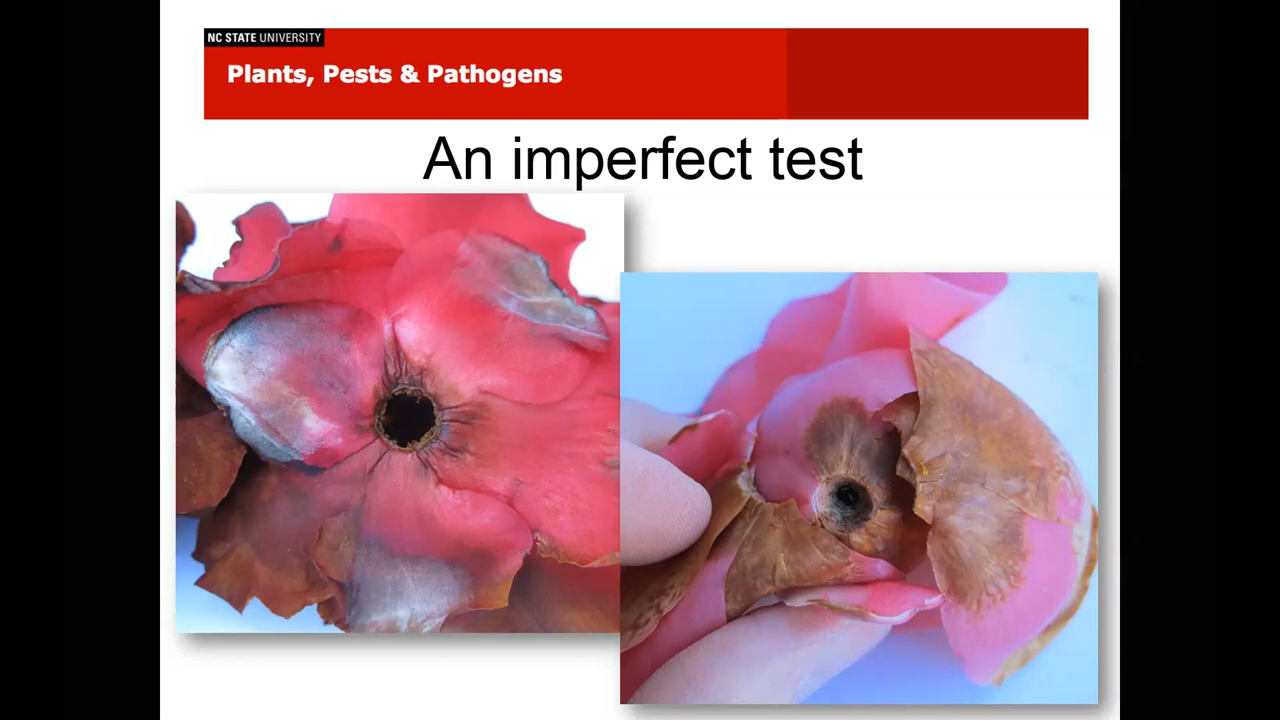 NC STATE UNIVERSITY
Plants, Pests & Pathogens
An imperfect test